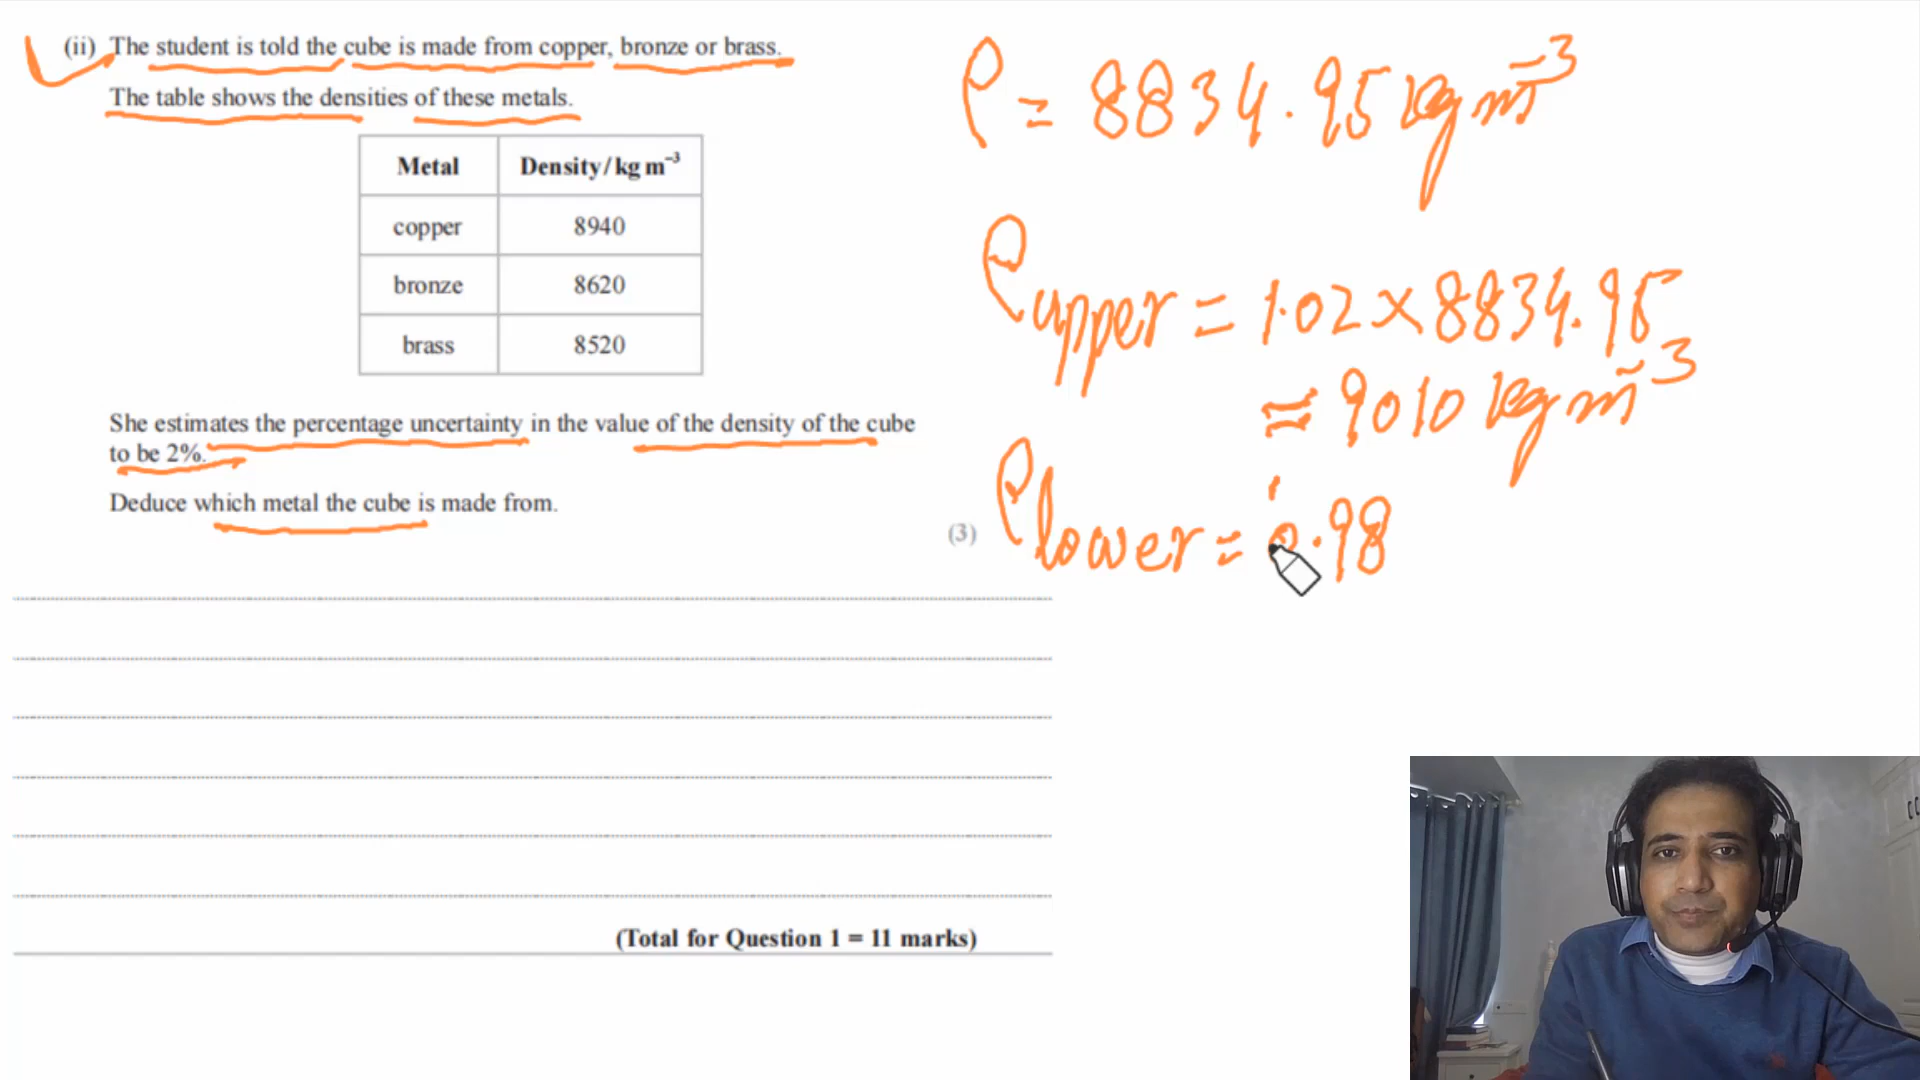 (ii) The student is told the cube is made from copper, bronze or brass.
The table shows the densities of these metals.
Metal Density/kg m⁻³
copper 8940
bronze 8620
brass 8520
She estimates the percentage uncertainty in the value of the density of the cube
to be 2%.
Deduce which metal the cube is made from.
(3)
(Total for Question 1 = 11 marks)
ρ = 8834.95 kg m⁻³
ρupper = 1.02 × 8834.95
≈ 9010 kg m⁻³
ρlower = 0.98